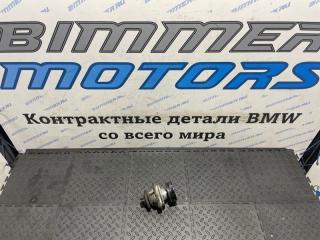 BIMMER
MOTORS
Контрактные детали BMW
со всего мира